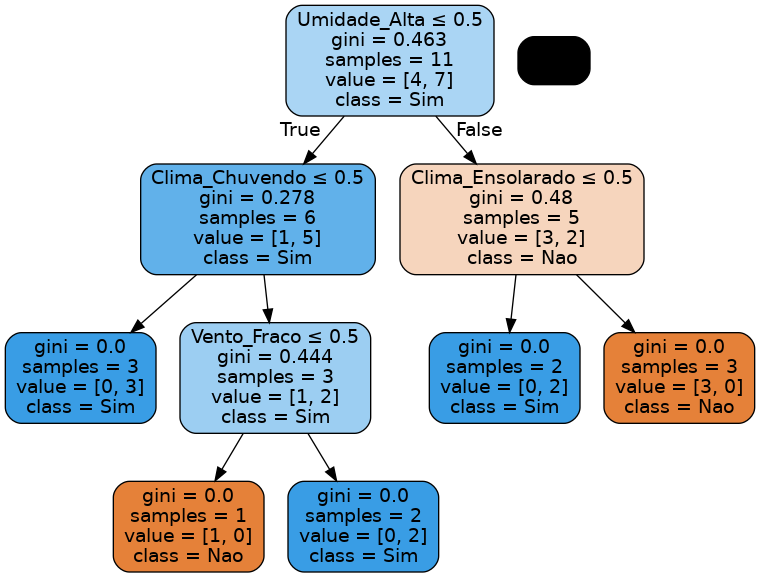 Umidade_Alta ≤ 0.5
gini = 0.463
samples = 11
value = [4, 7]
class = Sim
True
False
Clima_Chuvendo ≤ 0.5
gini = 0.278
samples = 6
value = [1, 5]
class = Sim
Clima_Ensolarado ≤ 0.5
gini = 0.48
samples = 5
value = [3, 2]
class = Nao
gini = 0.0
samples = 3
value = [0, 3]
class = Sim
Vento_Fraco ≤ 0.5
gini = 0.444
samples = 3
value = [1, 2]
class = Sim
gini = 0.0
samples = 2
value = [0, 2]
class = Sim
gini = 0.0
samples = 3
value = [3, 0]
class = Nao
gini = 0.0
samples = 1
value = [1, 0]
class = Nao
gini = 0.0
samples = 2
value = [0, 2]
class = Sim